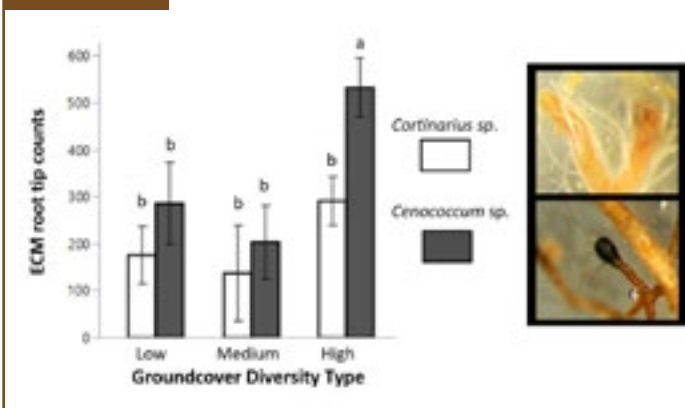 600
500
400
300
200
100
0
ECM root tip counts
b
b
b
b
b
a
Low
Medium
High
Groundcover Diversity Type
Cortinarius sp.
Cenococcum sp.